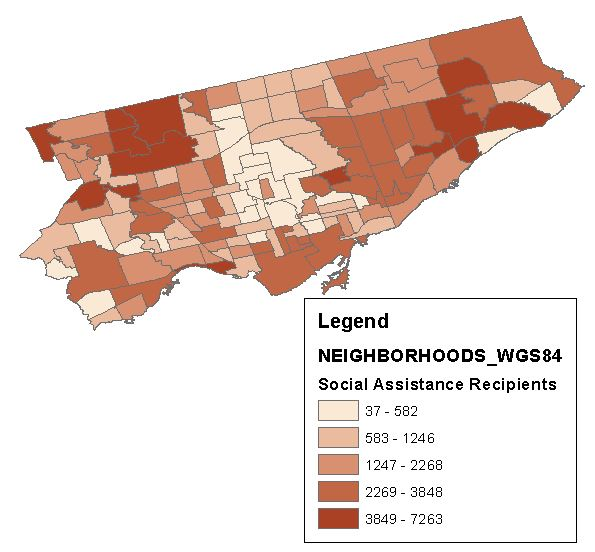 Legend
NEIGHBORHOODS_WGS84
Social Assistance Recipients
37 - 582
583 - 1246
1247 - 2268
2269 - 3848
3849 - 7263